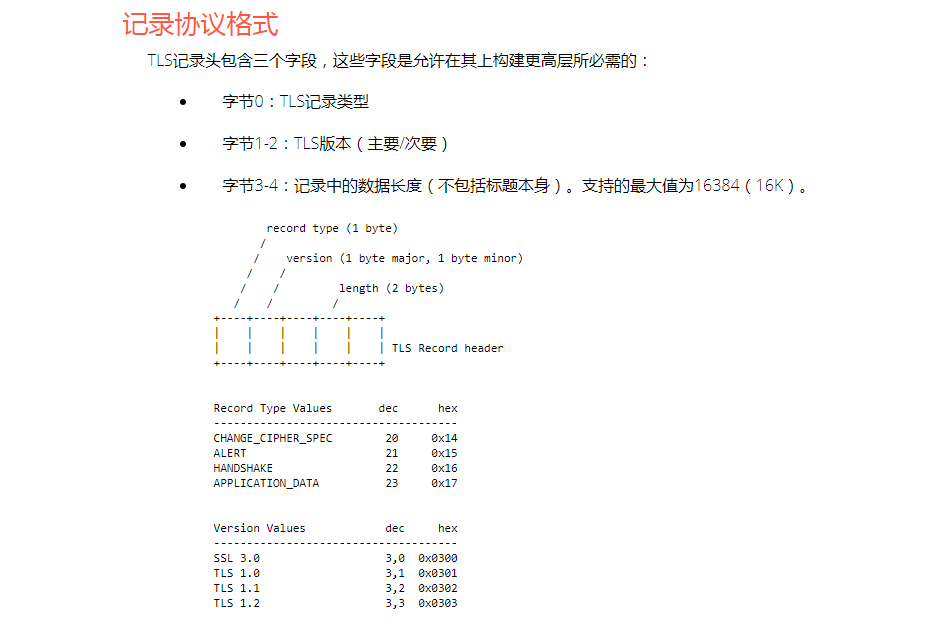 记录协议格式
TLS记录头包含三个字段，这些字段是允许在其上构建更高层所必需的：
• 字节0：TLS记录类型
• 字节1-2：TLS版本（主要/次要）
• 字节3-4：记录中的数据长度（不包括标题本身）。支持的最大值为16384（16K）。
        record type (1 byte)
       /
      /    version (1 byte major, 1 byte minor)
     /    /
    /    /         length (2 bytes)
   /    /         /
+----+----+----+----+----+
|    |    |    |    |    |
|    |    |    |    |    | TLS Record header
+----+----+----+----+----+
Record Type Values       dec      hex
-------------------------------------
CHANGE_CIPHER_SPEC        20     0x14
ALERT                     21     0x15
HANDSHAKE                 22     0x16
APPLICATION_DATA          23     0x17
Version Values            dec     hex
-------------------------------------
SSL 3.0                   3,0  0x0300
TLS 1.0                   3,1  0x0301
TLS 1.1                   3,2  0x0302
TLS 1.2                   3,3  0x0303